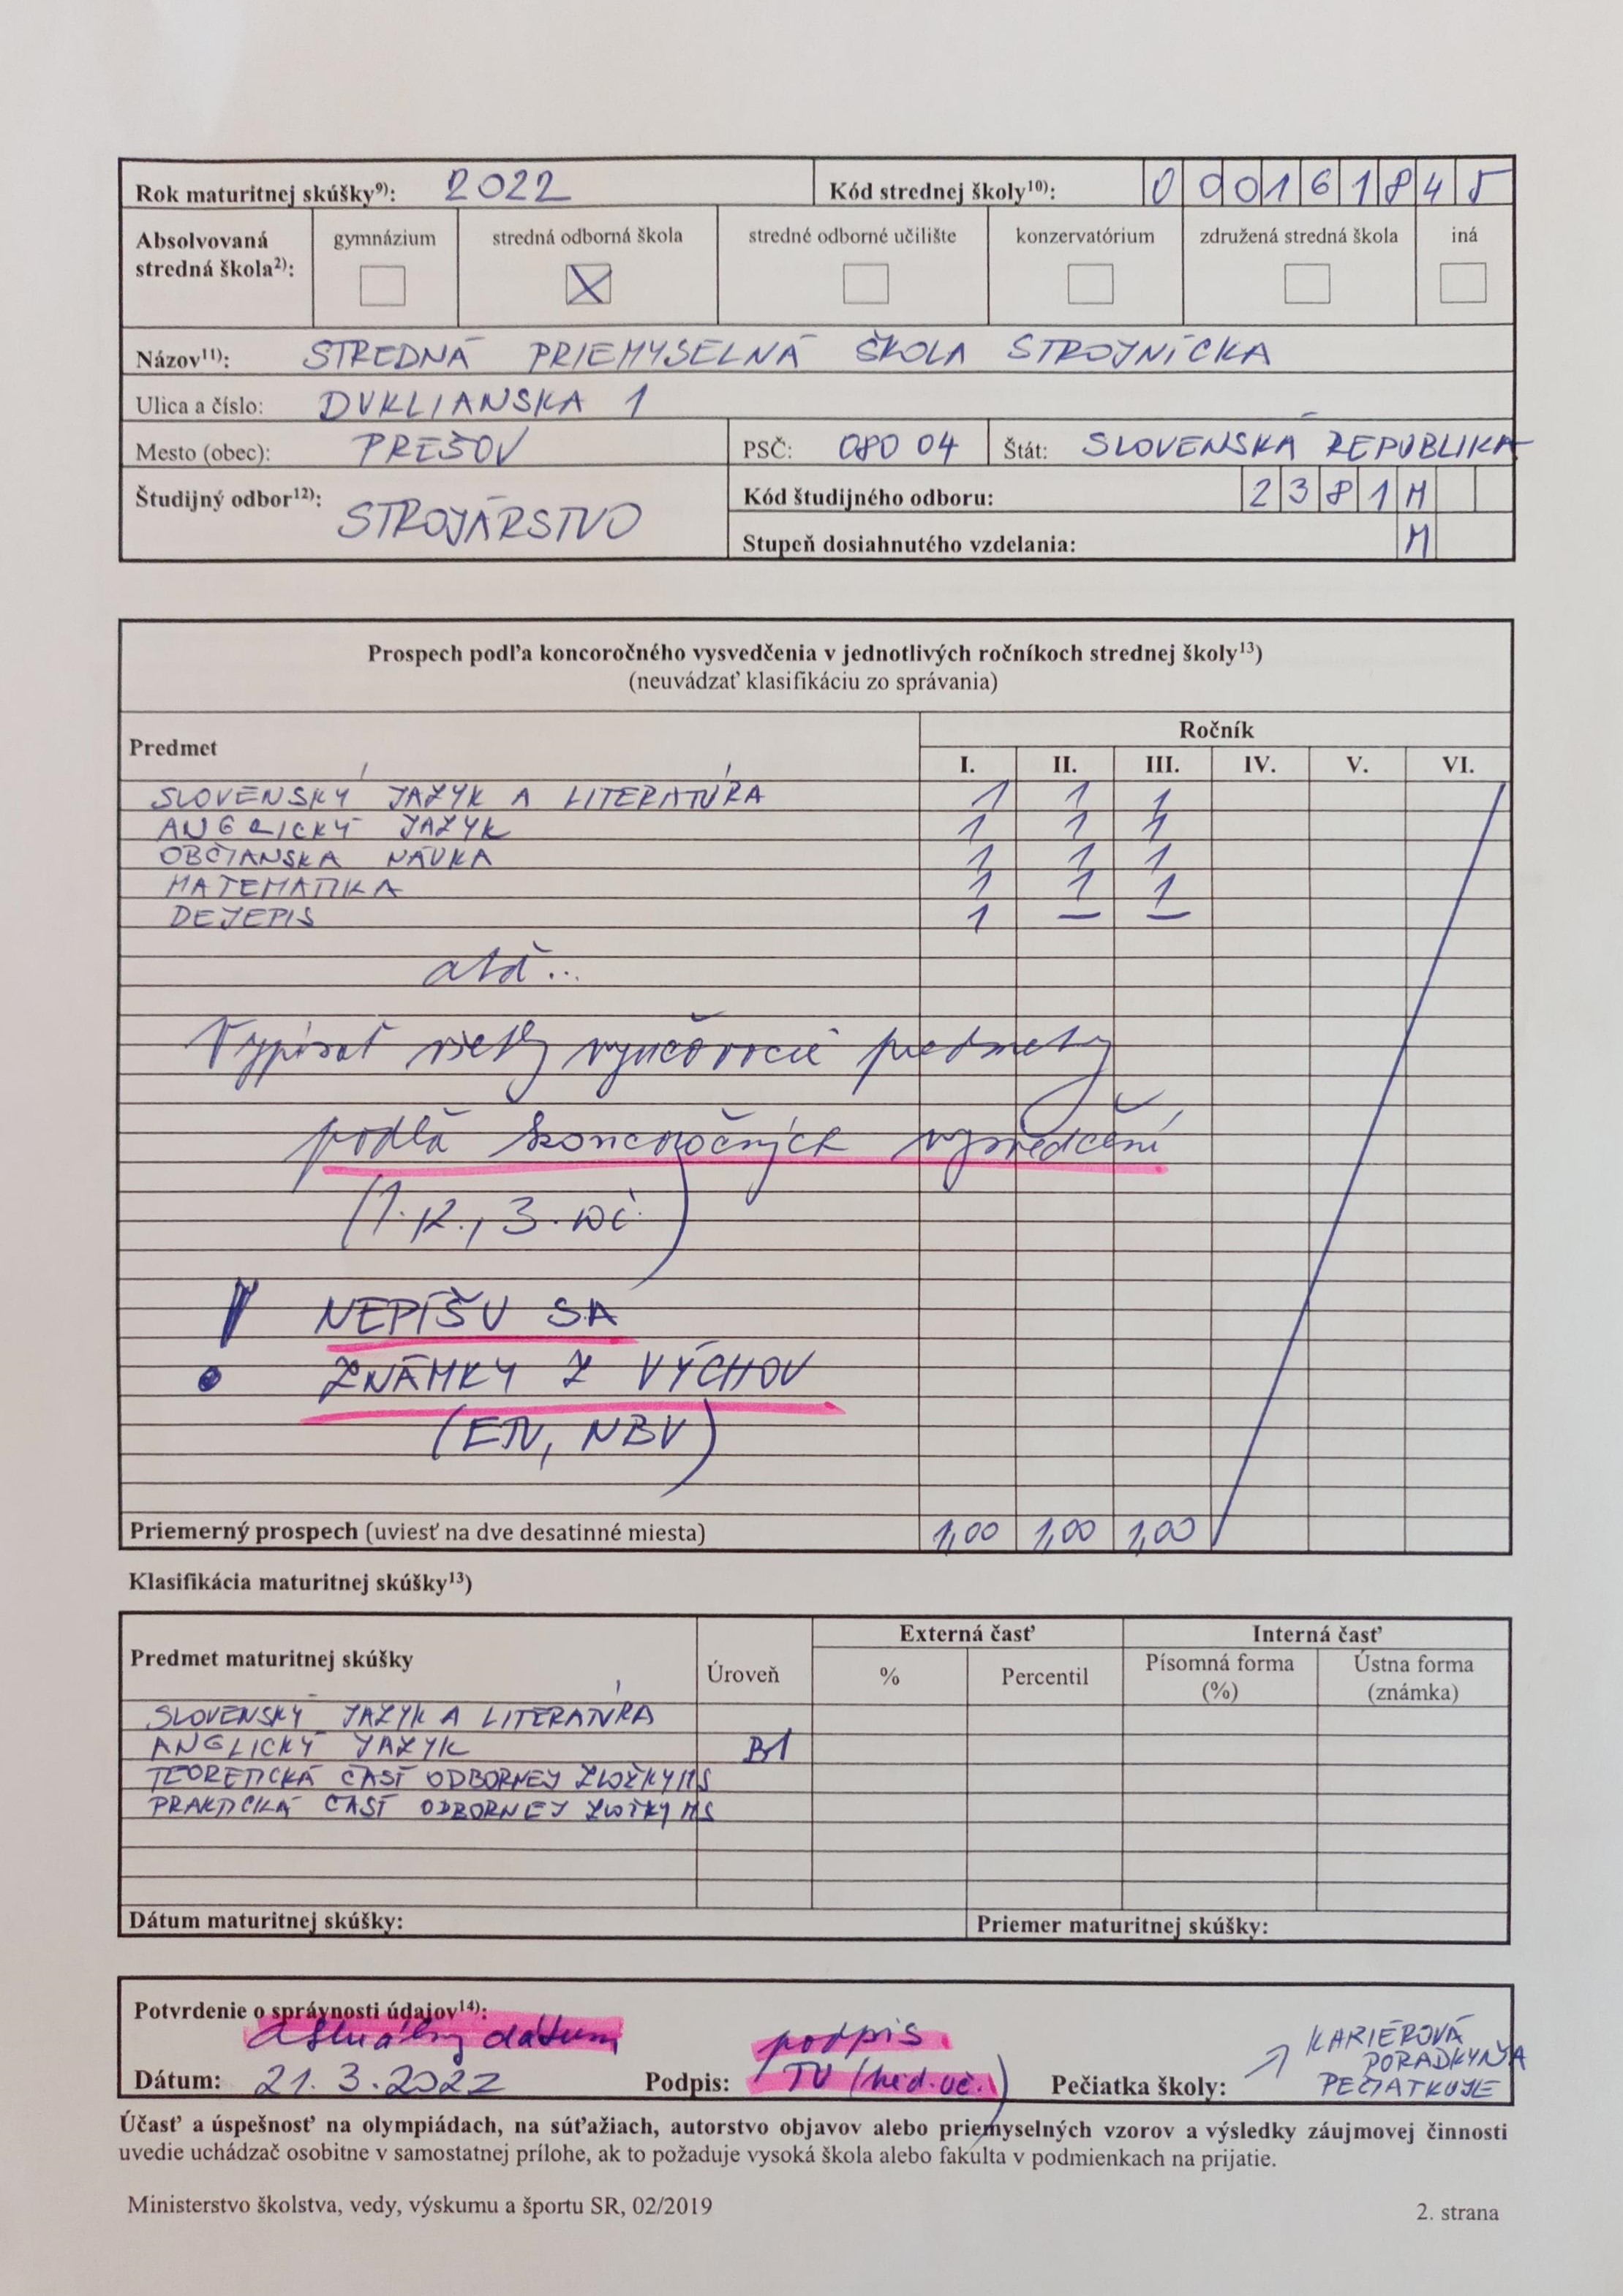 Rok maturitnej skúšky9): 2022 Kód strednej školy10): 0 0 0 1 6 1 8 4 5
Absolvovaná stredná škola2): gymnázium stredná odborná škola stredné odborné učilište konzervatórium združená stredná škola iná
Názov11): STREDNÁ PRIEMYSELNÁ ŠKOLA STROJNÍCKA
Ulica a číslo: DUKLIANSKA 1
Mesto (obec): PREŠOV PSČ: 080 04 Štát: SLOVENSKÁ REPUBLIKA
Študijný odbor12): STROJÁRSTVO Kód študijného odboru: 2 3 8 1 M
Stupeň dosiahnutého vzdelania: M
Prospech podľa koncoročného vysvedčenia v jednotlivých ročníkoch strednej školy13)
(neuvádzať klasifikáciu zo správania)
Predmet Ročník
I. II. III. IV. V. VI.
SLOVENSKÝ JAZYK A LITERATÚRA 1 1 1
ANGLICKÝ JAZYK 1 1 1
OBČIANSKA NÁUKA 1 1 1
MATEMATIKA 1 1 1
DEJEPIS 1 – –
atď...
Vypísať všetky vyučovacie predmety
podľa koncoročných vysvedčení
(1. 2., 3. roč.)
! NEPÍŠU SA
ZNÁMKY Z VÝCHOV
(ETV, NBV)
Priemerný prospech (uviesť na dve desatinné miesta) 1,00 1,00 1,00
Klasifikácia maturitnej skúšky13)
Predmet maturitnej skúšky Úroveň Externá časť Interná časť
% Percentil Písomná forma (%) Ústna forma (známka)
SLOVENSKÝ JAZYK A LITERATÚRA
ANGLICKÝ JAZYK B1
TEORETICKÁ ČASŤ ODBORNEJ ZLOŽKY MS
PRAKTICKÁ ČASŤ ODBORNEJ ZLOŽKY MS
Dátum maturitnej skúšky: Priemer maturitnej skúšky:
Potvrdenie o správnosti údajov14):
aktuálny dátum podpis KARIÉROVÁ
PORADKYŇA
Dátum: 21. 3. 2022 Podpis: TU (tried. uč.) Pečiatka školy: PEČIATKUJE
Účasť a úspešnosť na olympiádach, na súťažiach, autorstvo objavov alebo priemyselných vzorov a výsledky záujmovej činnosti
uvedie uchádzač osobitne v samostatnej prílohe, ak to požaduje vysoká škola alebo fakulta v podmienkach na prijatie.
Ministerstvo školstva, vedy, výskumu a športu SR, 02/2019 2. strana